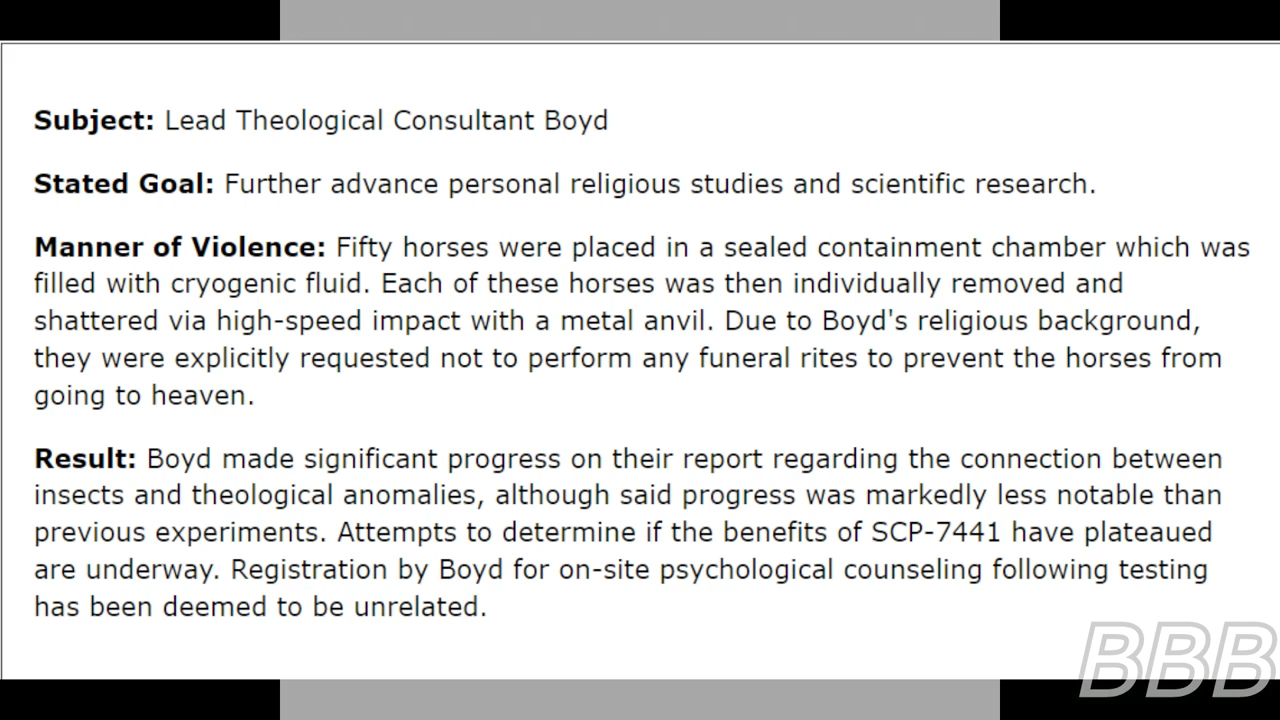 Subject: Lead Theological Consultant Boyd
Stated Goal: Further advance personal religious studies and scientific research.
Manner of Violence: Fifty horses were placed in a sealed containment chamber which was
filled with cryogenic fluid. Each of these horses was then individually removed and
shattered via high-speed impact with a metal anvil. Due to Boyd's religious background,
they were explicitly requested not to perform any funeral rites to prevent the horses from
going to heaven.
Result: Boyd made significant progress on their report regarding the connection between
insects and theological anomalies, although said progress was markedly less notable than
previous experiments. Attempts to determine if the benefits of SCP-7441 have plateaued
are underway. Registration by Boyd for on-site psychological counseling following testing
has been deemed to be unrelated.
BBB